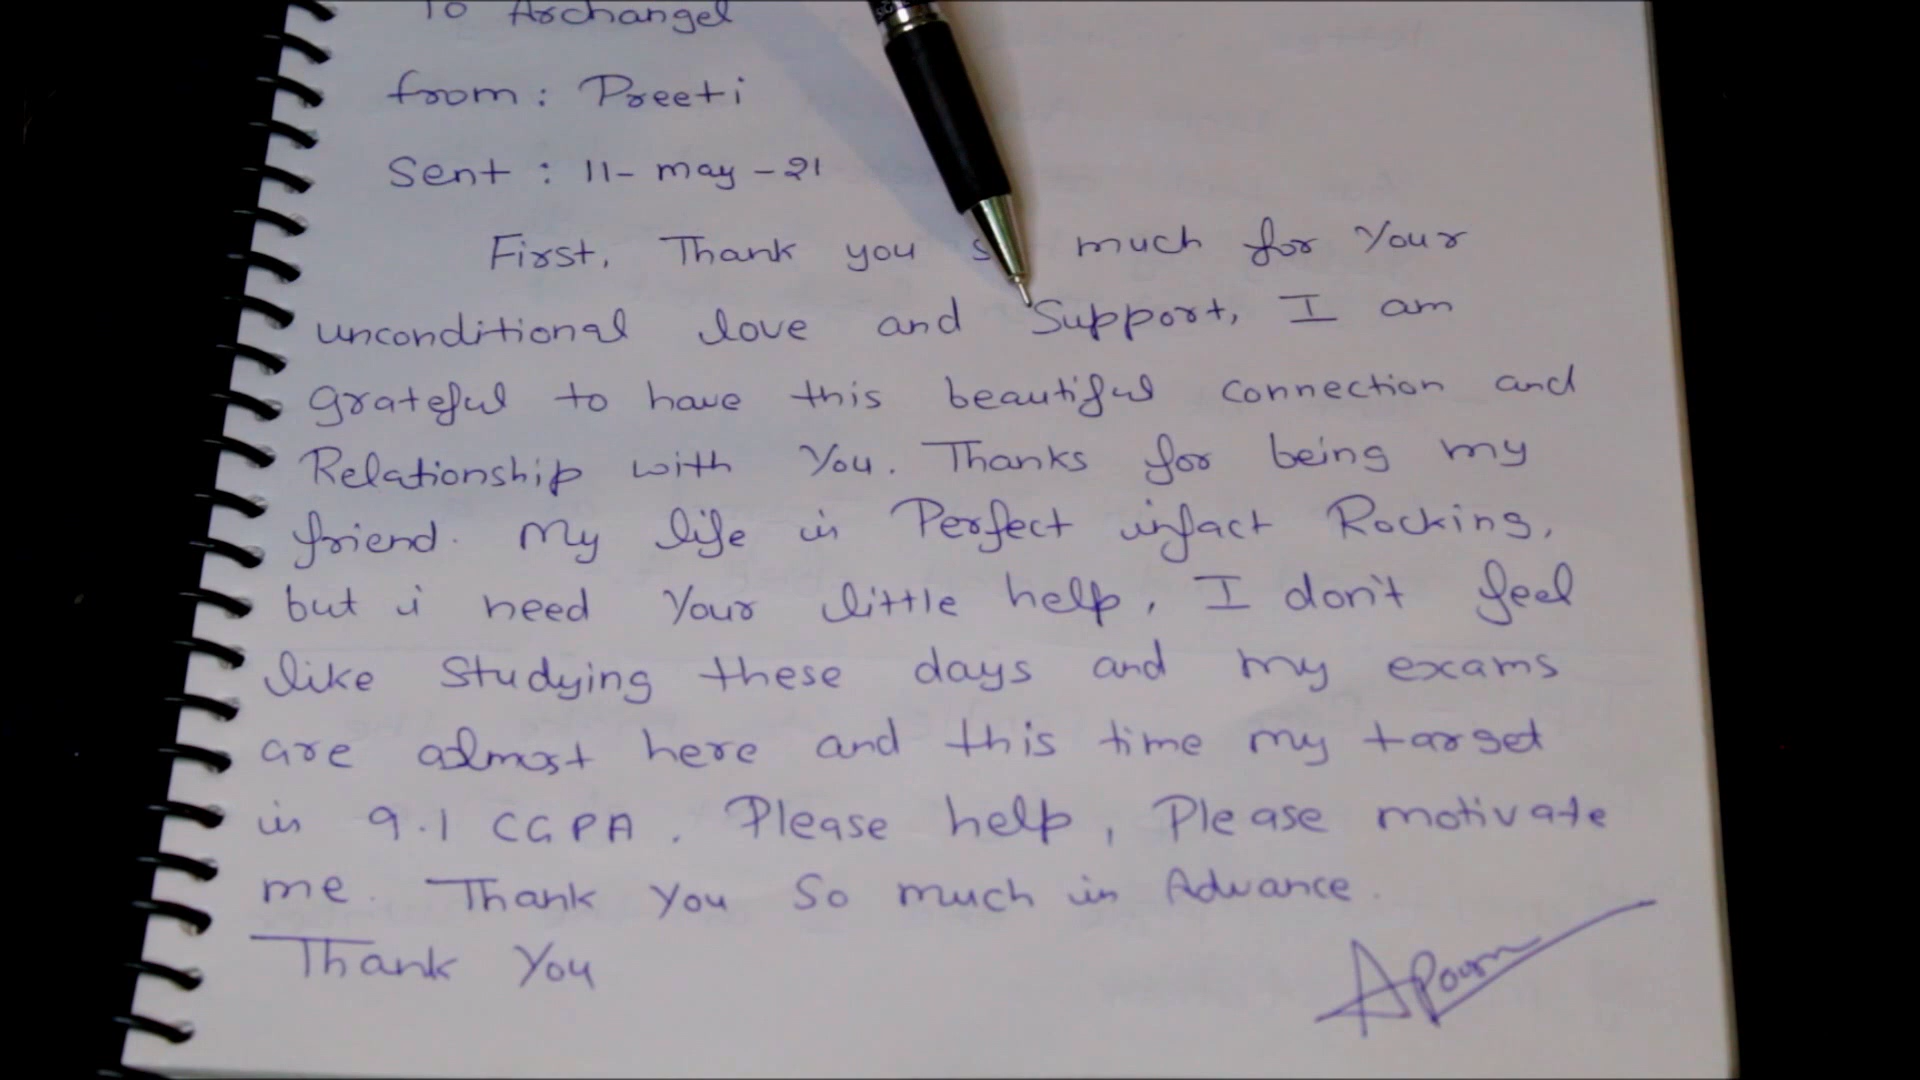 To Archangel
from : Preeti
Sent : 11- may - 21
First, Thank you much for Your
unconditional love and Support, I am
grateful to have this beautiful connection and
Relationship with You. Thanks for being my
friend. My life is Perfect infact Rocking,
but i need Your little help, I don't feel
like studying these days and my exams
are almost here and this time my target
is 9.1 CGPA. Please help, Please motivate
me. Thank You So much in Advance.
Thank You